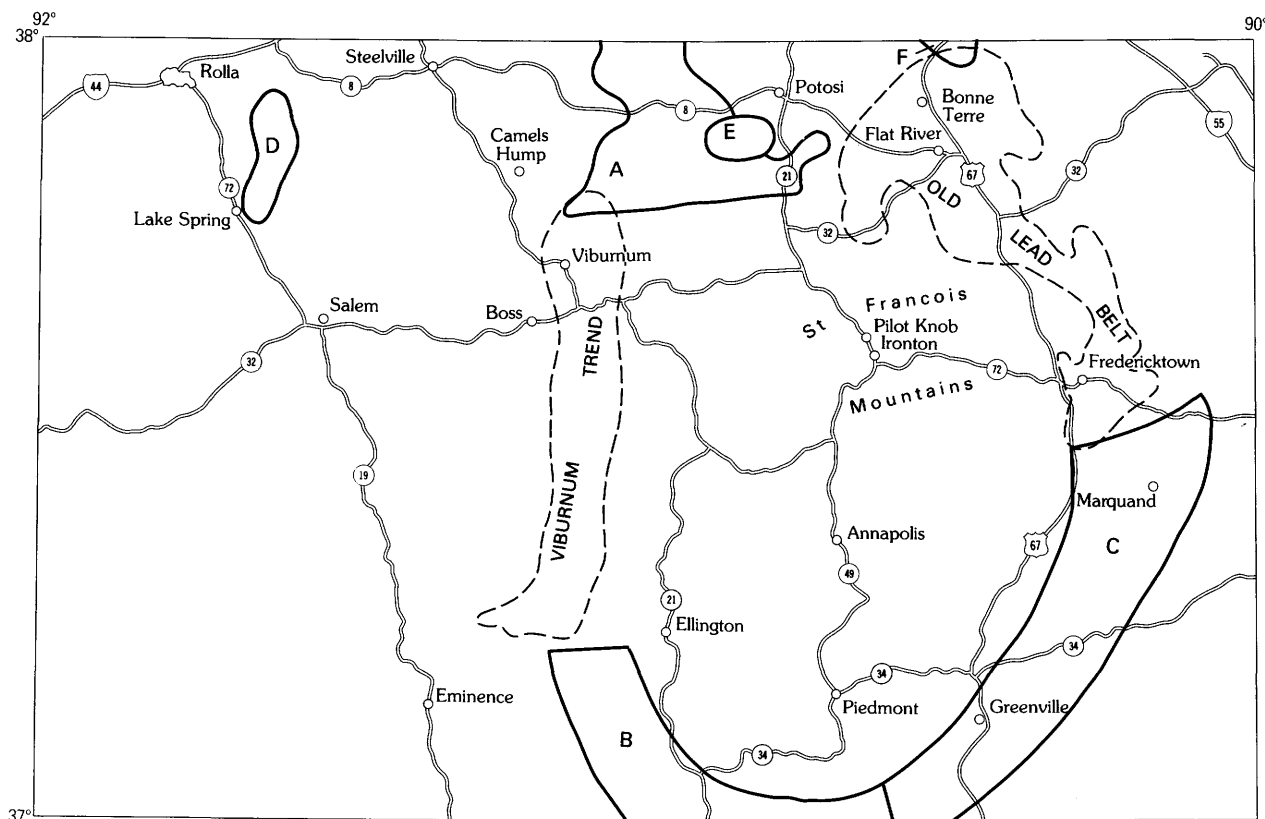 92°
90°
38°
Steelville
F
Rolla
44
8
Potosi
8
Bonne
Terre
55
E
D
Camels
Hump
Flat River
A
21
67
32
72
OLD
Lake Spring
32
LEAD
Viburnum
Salem
Boss
Francois
St
BELT
Pilot Knob
Ironton
TREND
32
72
Fredericktown
Mountains
19
VIBURNUM
Marquand
Annapolis
67
C
49
21
Ellington
34
34
Eminence
Piedmont
Greenville
B
34
37°